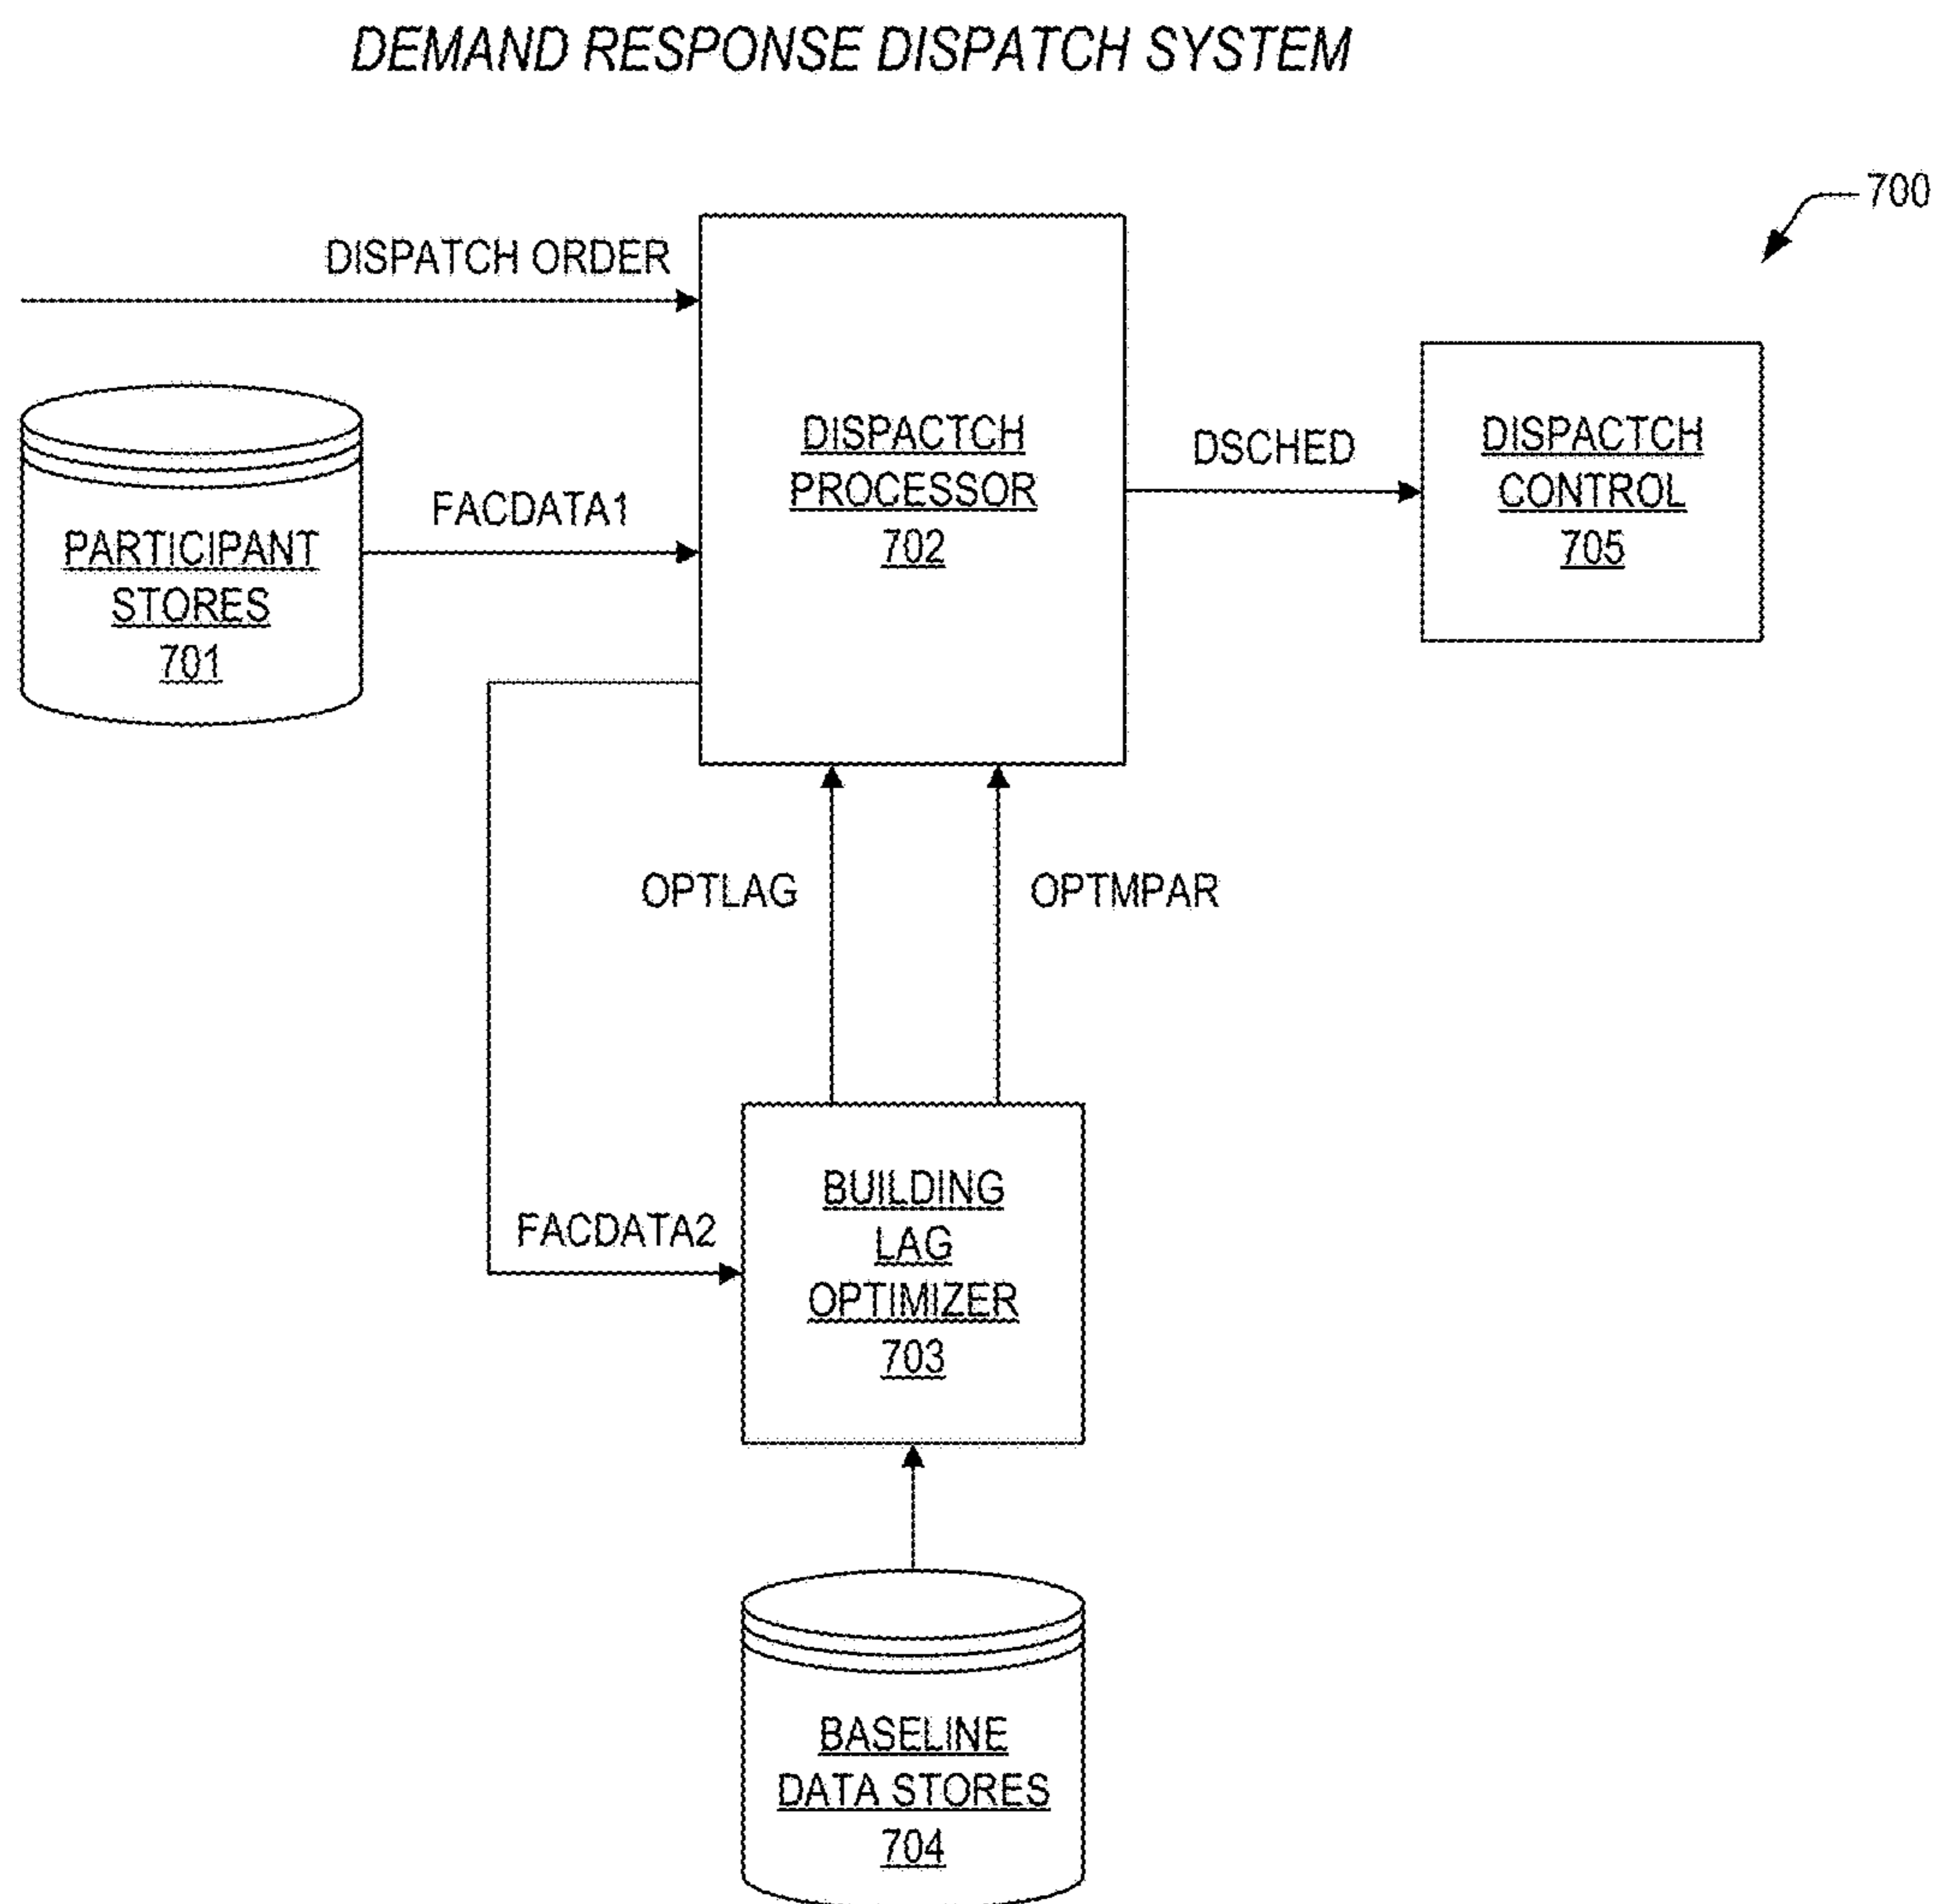 DEMAND RESPONSE DISPATCH SYSTEM
700
DISPATCH ORDER
DISPACTCH
PROCESSOR
702
DSCHED
DISPACTCH
CONTROL
705
FACDATA1
PARTICIPANT
STORES
701
OPTLAG
OPTMPAR
FACDATA2
BUILDING
LAG
OPTIMIZER
703
BASELINE
DATA STORES
704